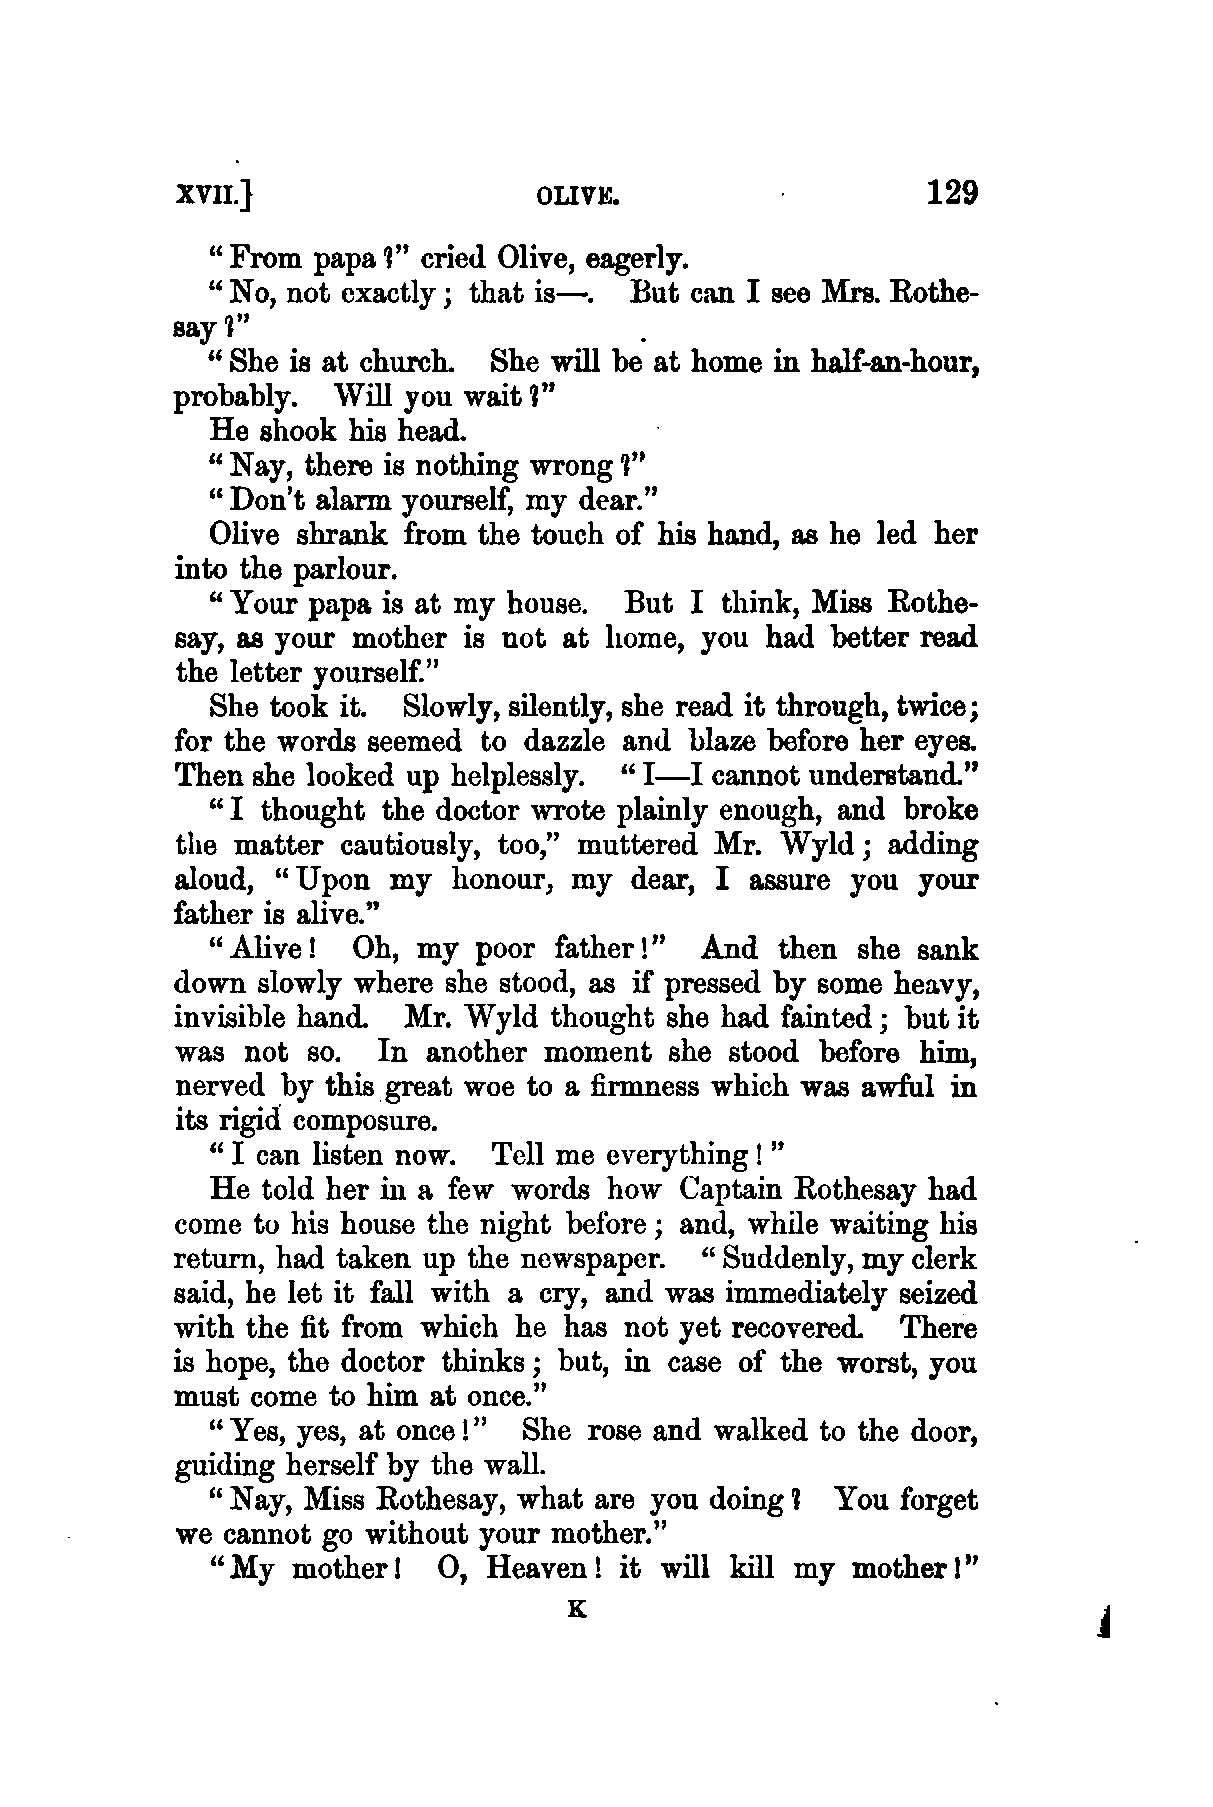 XVII.] OLIVE. 129
“From papa?” cried Olive, eagerly.
“No, not exactly; that is—. But can I see Mrs. Rothe-
say?”
“She is at church. She will be at home in half-an-hour,
probably. Will you wait?”
He shook his head.
“Nay, there is nothing wrong?”
“Don't alarm yourself, my dear.”
Olive shrank from the touch of his hand, as he led her
into the parlour.
“Your papa is at my house. But I think, Miss Rothe-
say, as your mother is not at home, you had better read
the letter yourself.”
She took it. Slowly, silently, she read it through, twice;
for the words seemed to dazzle and blaze before her eyes.
Then she looked up helplessly. “I—I cannot understand.”
“I thought the doctor wrote plainly enough, and broke
the matter cautiously, too,” muttered Mr. Wyld; adding
aloud, “Upon my honour, my dear, I assure you your
father is alive.”
“Alive! Oh, my poor father!” And then she sank
down slowly where she stood, as if pressed by some heavy,
invisible hand. Mr. Wyld thought she had fainted; but it
was not so. In another moment she stood before him,
nerved by this great woe to a firmness which was awful in
its rigid composure.
“I can listen now. Tell me everything!”
He told her in a few words how Captain Rothesay had
come to his house the night before; and, while waiting his
return, had taken up the newspaper. “Suddenly, my clerk
said, he let it fall with a cry, and was immediately seized
with the fit from which he has not yet recovered. There
is hope, the doctor thinks; but, in case of the worst, you
must come to him at once.”
“Yes, yes, at once!” She rose and walked to the door,
guiding herself by the wall.
“Nay, Miss Rothesay, what are you doing? You forget
we cannot go without your mother.”
“My mother! O, Heaven! it will kill my mother!”
K